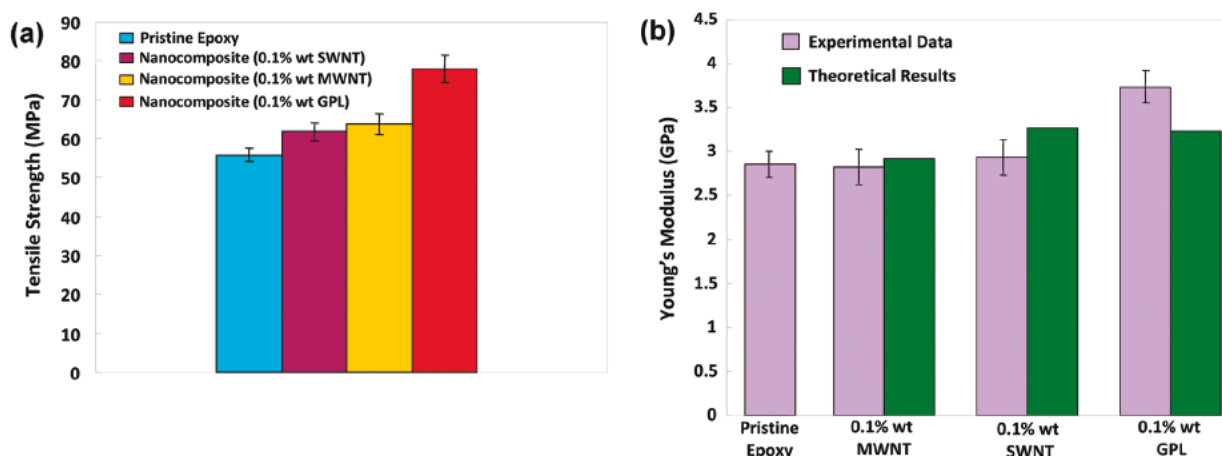 (a)
90
80
70
60
50
40
30
20
10
0
Tensile Strength (MPa)
Pristine Epoxy
Nanocomposite (0.1% wt SWNT)
Nanocomposite (0.1% wt MWNT)
Nanocomposite (0.1% wt GPL)
(b)
4.5
4
3.5
3
2.5
2
1.5
1
0.5
0
Young's Modulus (GPa)
Experimental Data
Theoretical Results
Pristine
Epoxy
0.1% wt
MWNT
0.1% wt
SWNT
0.1% wt
GPL